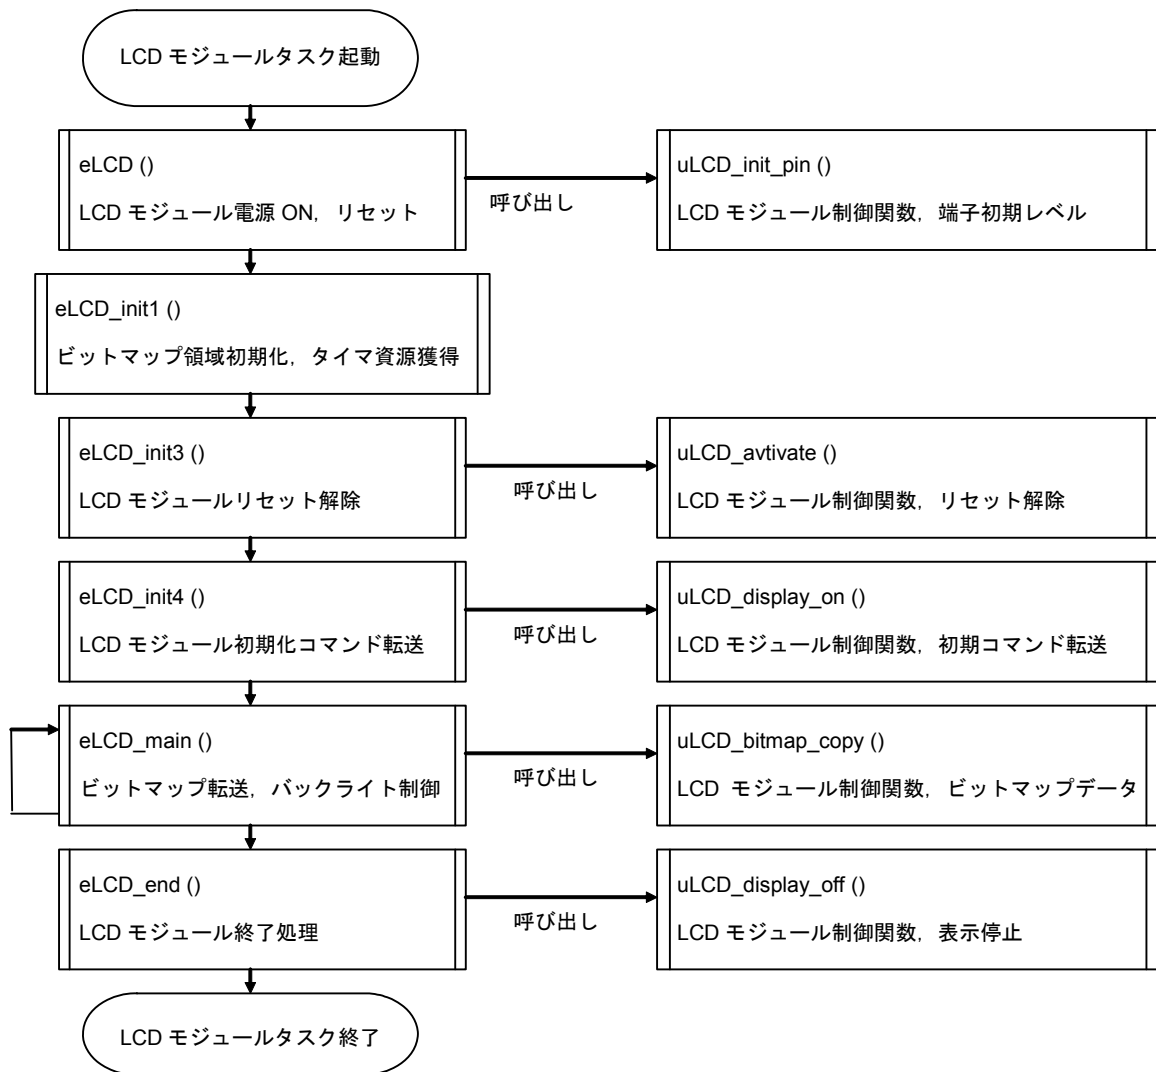 LCD モジュールタスク起動
eLCD ()
LCD モジュール電源 ON, リセット
呼び出し
uLCD_init_pin ()
LCD モジュール制御関数, 端子初期レベル
eLCD_init1 ()
ビットマップ領域初期化, タイマ資源獲得
eLCD_init3 ()
LCD モジュールリセット解除
呼び出し
uLCD_avtivate ()
LCD モジュール制御関数, リセット解除
eLCD_init4 ()
LCD モジュール初期化コマンド転送
呼び出し
uLCD_display_on ()
LCD モジュール制御関数, 初期コマンド転送
eLCD_main ()
ビットマップ転送, バックライト制御
呼び出し
uLCD_bitmap_copy ()
LCD モジュール制御関数, ビットマップデータ
eLCD_end ()
LCD モジュール終了処理
呼び出し
uLCD_display_off ()
LCD モジュール制御関数, 表示停止
LCD モジュールタスク終了